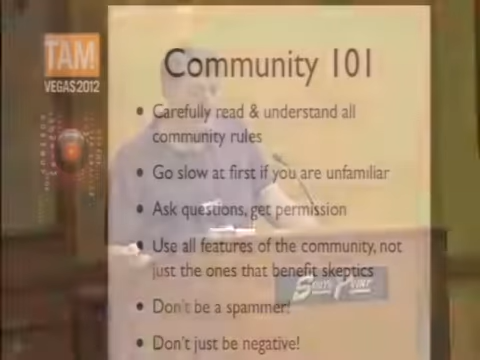 TAM!
VEGAS 2012
Community 101
• Carefully read & understand all
community rules
• Go slow at first if you are unfamiliar
• Ask questions, get permission
• Use all features of the community, not
just the ones that benefit skeptics
South Point
• Don't be a spammer!
• Don't just be negative!